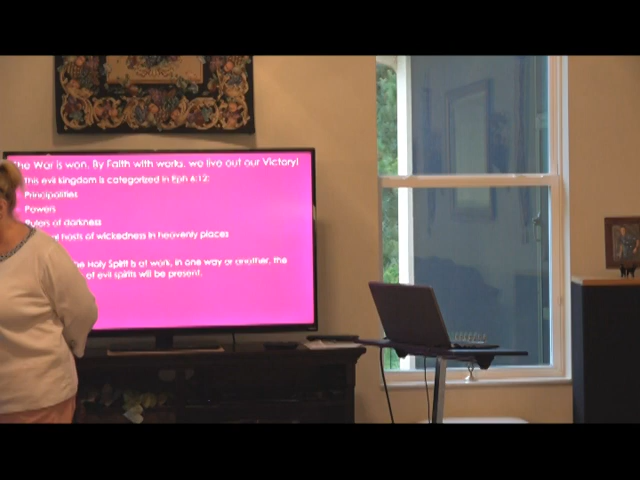 The War is won. By Faith with works, we live out our Victory!
This evil kingdom is categorized in Eph 6:12:
Principalities
Powers
Rulers of darkness
hosts of wickedness in heavenly places
Holy Spirit is at work, in one way or another, the
of evil spirits will be present.